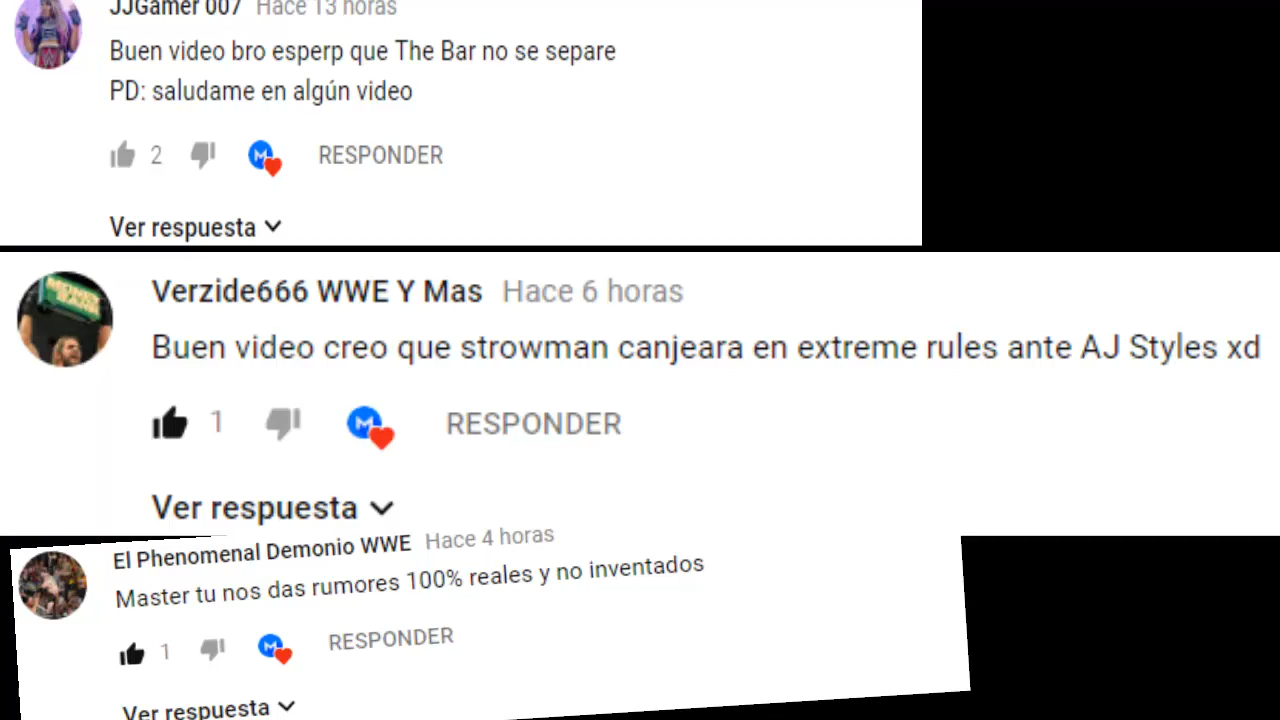 JJGamer 007 Hace 13 horas
Buen video bro esperp que The Bar no se separe
PD: saludame en algún video
2 RESPONDER
Ver respuesta
Verzide666 WWE Y Mas Hace 6 horas
Buen video creo que strowman canjeara en extreme rules ante AJ Styles xd
1 RESPONDER
Ver respuesta
El Phenomenal Demonio WWE Hace 4 horas
Master tu nos das rumores 100% reales y no inventados
1 RESPONDER
Ver respuesta